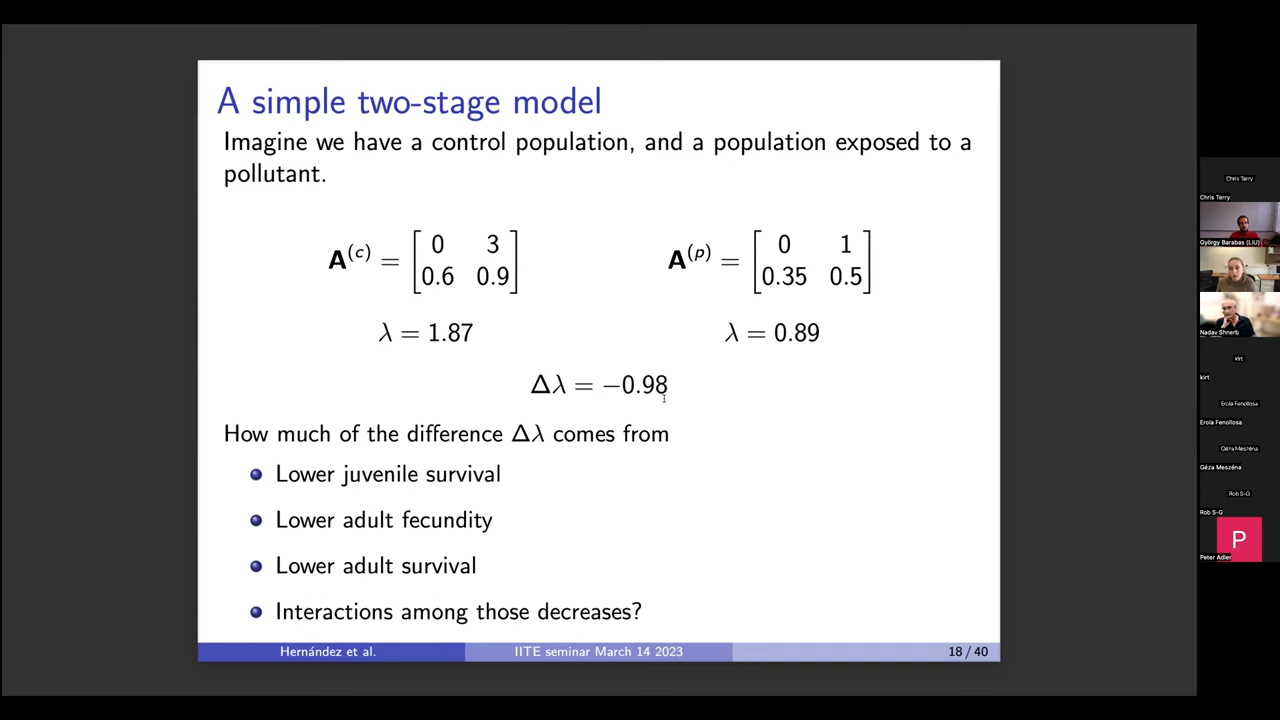 A simple two-stage model
Imagine we have a control population, and a population exposed to a
pollutant.
A^(c) = [0 3; 0.6 0.9] A^(p) = [0 1; 0.35 0.5]
λ = 1.87 λ = 0.89
Δλ = −0.98
How much of the difference Δλ comes from
Lower juvenile survival
Lower adult fecundity
Lower adult survival
Interactions among those decreases?
Hernández et al. IITE seminar March 14 2023 18 / 40
Chris Terry
Chris Terry
György Barabas (LiU)
Nadav Shnerb
kirt
kirt
Erola Fenollosa
Erola Fenollosa
Géza Meszéna
Géza Meszéna
Rob S-G
Rob S-G
P
Peter Adler